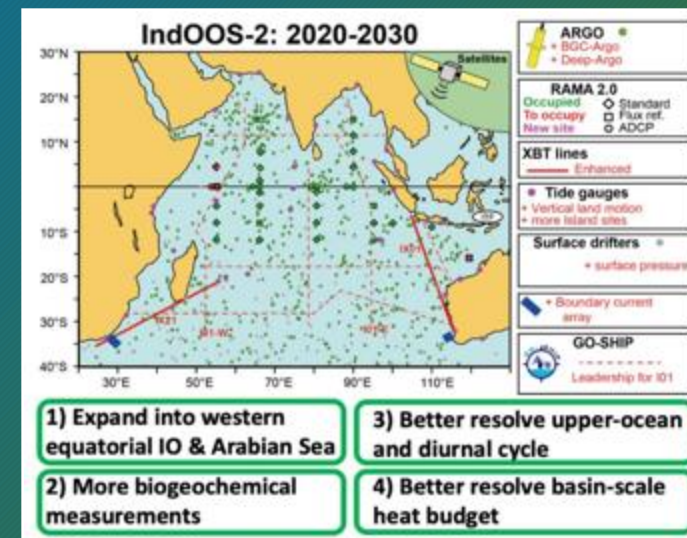 IndOOS-2: 2020-2030
30°N
20°N
10°N
10°S
20°S
30°S
40°S
30°E
50°E
70°E
90°E
110°E
Satellites
IX21
I01-W
I01-E
ARGO
+ BGC-Argo
+ Deep-Argo
RAMA 2.0
Occupied
Standard
To occupy
Flux ref.
New site
ADCP
XBT lines
Enhanced
Tide gauges
+ Vertical land motion
+ more Island sites
Surface drifters
+ surface pressure
+ Boundary current
array
GO-SHIP
Leadership for I01
1) Expand into western
equatorial IO & Arabian Sea
2) More biogeochemical
measurements
3) Better resolve upper-ocean
and diurnal cycle
4) Better resolve basin-scale
heat budget